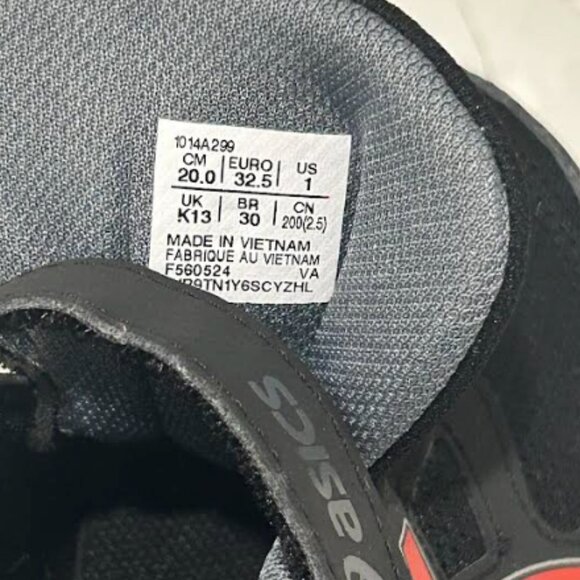 1014A299
CM EURO US
20.0 32.5 1
UK BR CN
K13 30 200(2.5)
MADE IN VIETNAM
FABRIQUE AU VIETNAM
F560524 VA
asics